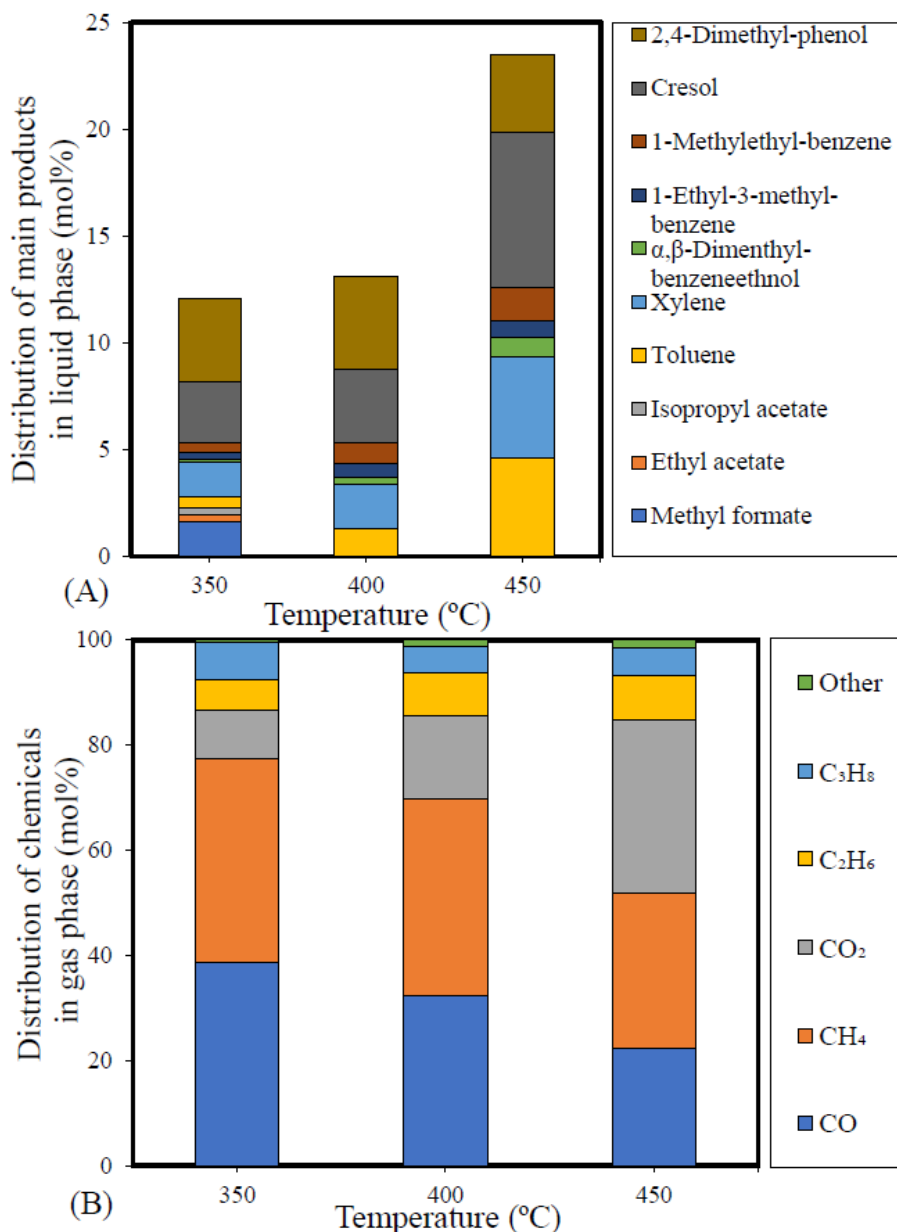 Distribution of main products
in liquid phase (mol%)
25
20
15
10
5
0
350
400
450
Temperature (ºC)
(A)
2,4-Dimethyl-phenol
Cresol
1-Methylethyl-benzene
1-Ethyl-3-methyl-
benzene
α,β-Dimenthyl-
benzeneethnol
Xylene
Toluene
Isopropyl acetate
Ethyl acetate
Methyl formate
Distribution of chemicals
in gas phase (mol%)
100
80
60
40
20
0
350
400
450
Temperature (ºC)
(B)
Other
C₃H₈
C₂H₆
CO₂
CH₄
CO